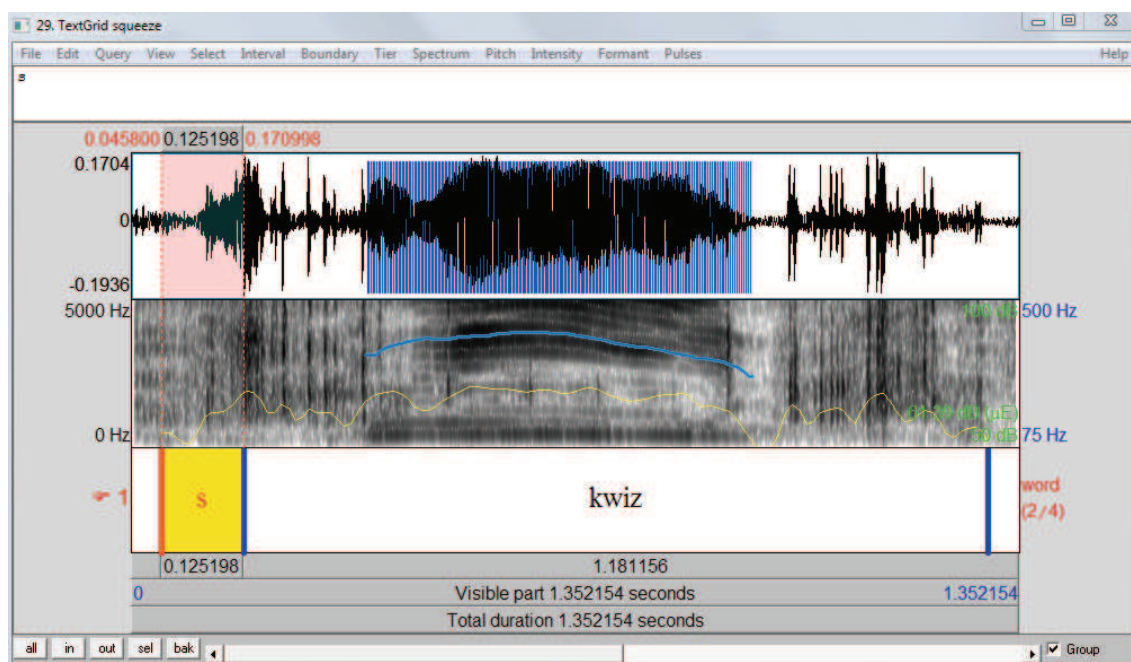 29. TextGrid squeeze
File Edit Query View Select Interval Boundary Tier Spectrum Pitch Intensity Formant Pulses Help
s
0.045800 0.125198 0.170998
0.1704
0
-0.1936
5000 Hz 100 dB 500 Hz
dB (µE)
0 Hz 50 dB 75 Hz
1 s kwiz word
(2/4)
0.125198 1.181156
0 Visible part 1.352154 seconds 1.352154
Total duration 1.352154 seconds
all in out sel bak Group